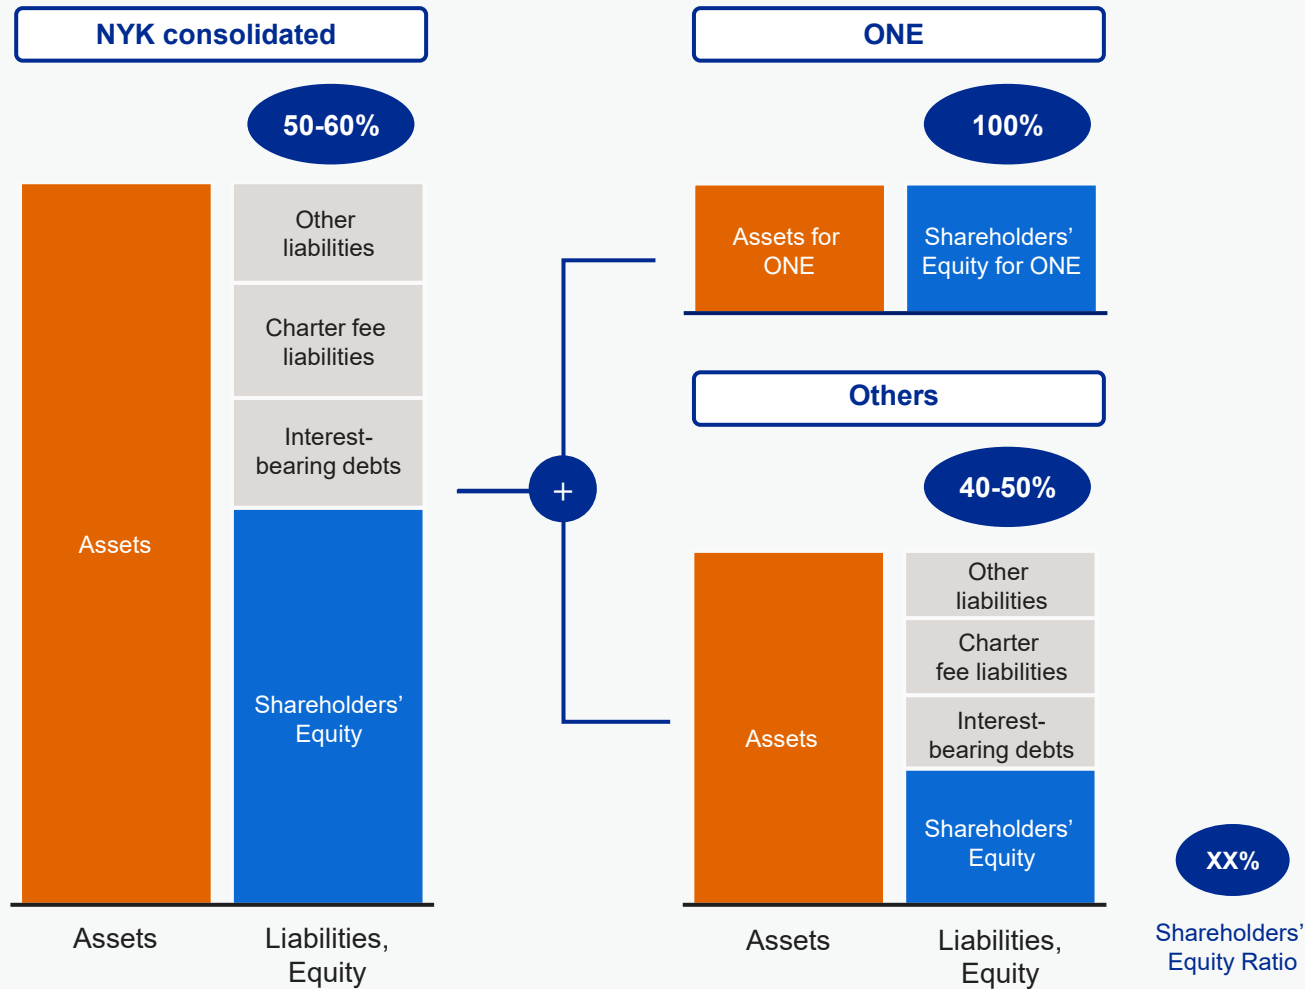 NYK consolidated
50-60%
Other
liabilities
Charter fee
liabilities
Interest-
bearing debts
Assets
Shareholders’
Equity
Assets
Liabilities,
Equity
+
ONE
100%
Assets for
ONE
Shareholders’
Equity for ONE
Others
40-50%
Other
liabilities
Charter
fee liabilities
Interest-
bearing debts
Assets
Shareholders’
Equity
Assets
Liabilities,
Equity
XX%
Shareholders’
Equity Ratio